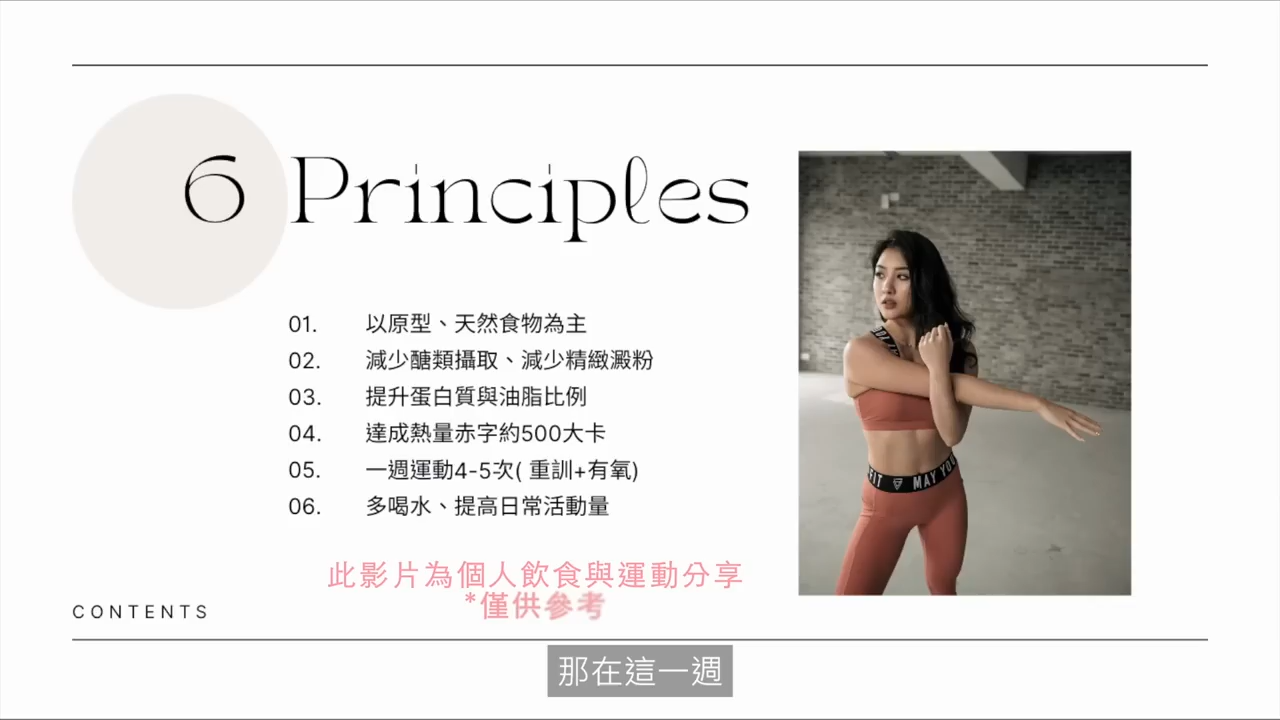 6 Principles
01. 以原型、天然食物為主
02. 減少醣類攝取、減少精緻澱粉
03. 提升蛋白質與油脂比例
04. 達成熱量赤字約500大卡
05. 一週運動4-5次( 重訓+有氧)
06. 多喝水、提高日常活動量
此影片為個人飲食與運動分享
*僅供參考
CONTENTS
FIT MAY YOU
那在這一週